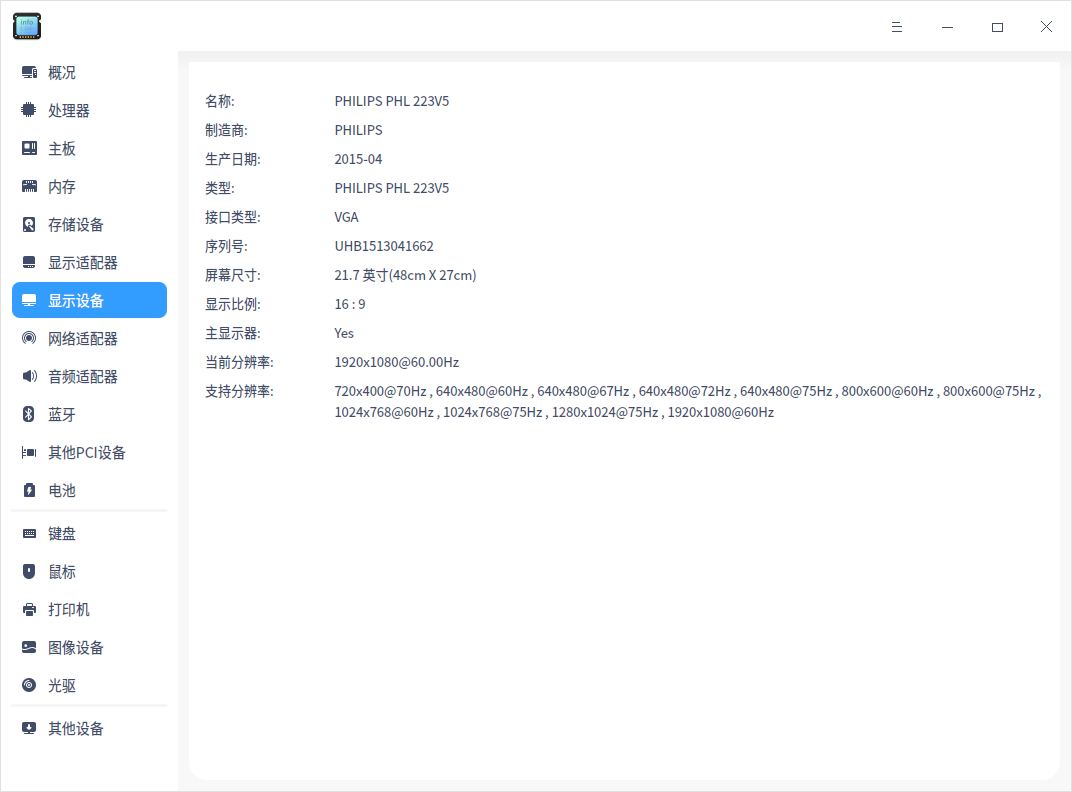 info
概况
处理器
主板
内存
存储设备
显示适配器
显示设备
网络适配器
音频适配器
蓝牙
其他PCI设备
电池
键盘
鼠标
打印机
图像设备
光驱
其他设备
名称: PHILIPS PHL 223V5
制造商: PHILIPS
生产日期: 2015-04
类型: PHILIPS PHL 223V5
接口类型: VGA
序列号: UHB1513041662
屏幕尺寸: 21.7 英寸(48cm X 27cm)
显示比例: 16 : 9
主显示器: Yes
当前分辨率: 1920x1080@60.00Hz
支持分辨率: 720x400@70Hz , 640x480@60Hz , 640x480@67Hz , 640x480@72Hz , 640x480@75Hz , 800x600@60Hz , 800x600@75Hz ,
1024x768@60Hz , 1024x768@75Hz , 1280x1024@75Hz , 1920x1080@60Hz